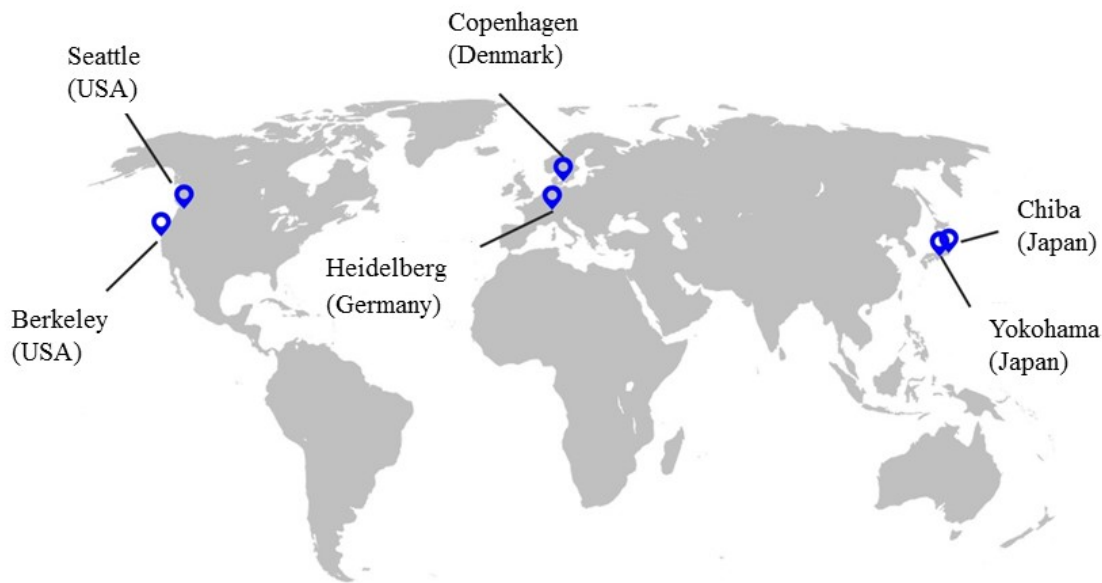 Copenhagen
(Denmark)
Seattle
(USA)
Chiba
(Japan)
Heidelberg
(Germany)
Berkeley
(USA)
Yokohama
(Japan)